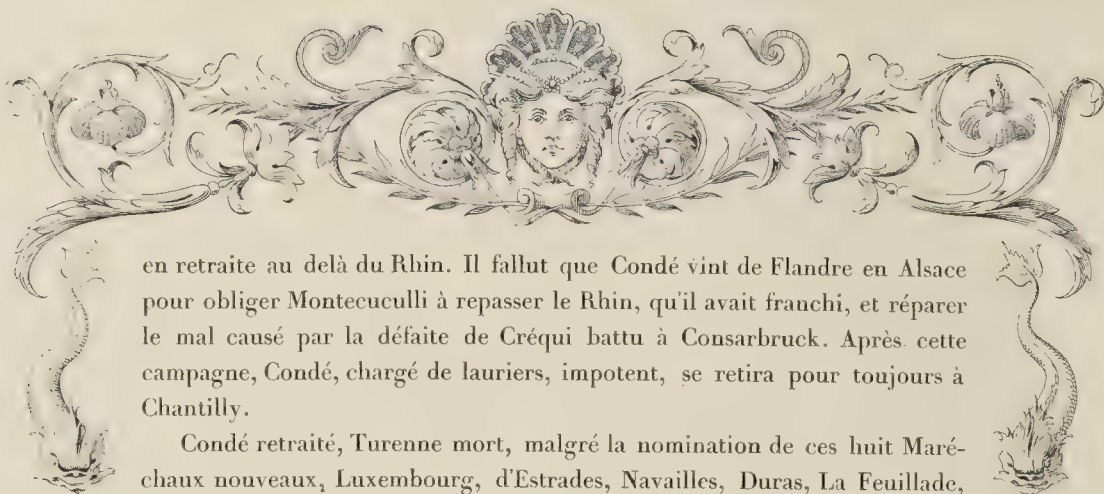 en retraite au delà du Rhin. Il fallut que Condé vint de Flandre en Alsace
pour obliger Montecuculli à repasser le Rhin, qu'il avait franchi, et réparer
le mal causé par la défaite de Créqui battu à Consarbruck. Après cette
campagne, Condé, chargé de lauriers, impotent, se retira pour toujours à
Chantilly.
Condé retraité, Turenne mort, malgré la nomination de ces huit Maré-
chaux nouveaux, Luxembourg, d'Estrades, Navailles, Duras, La Feuillade,